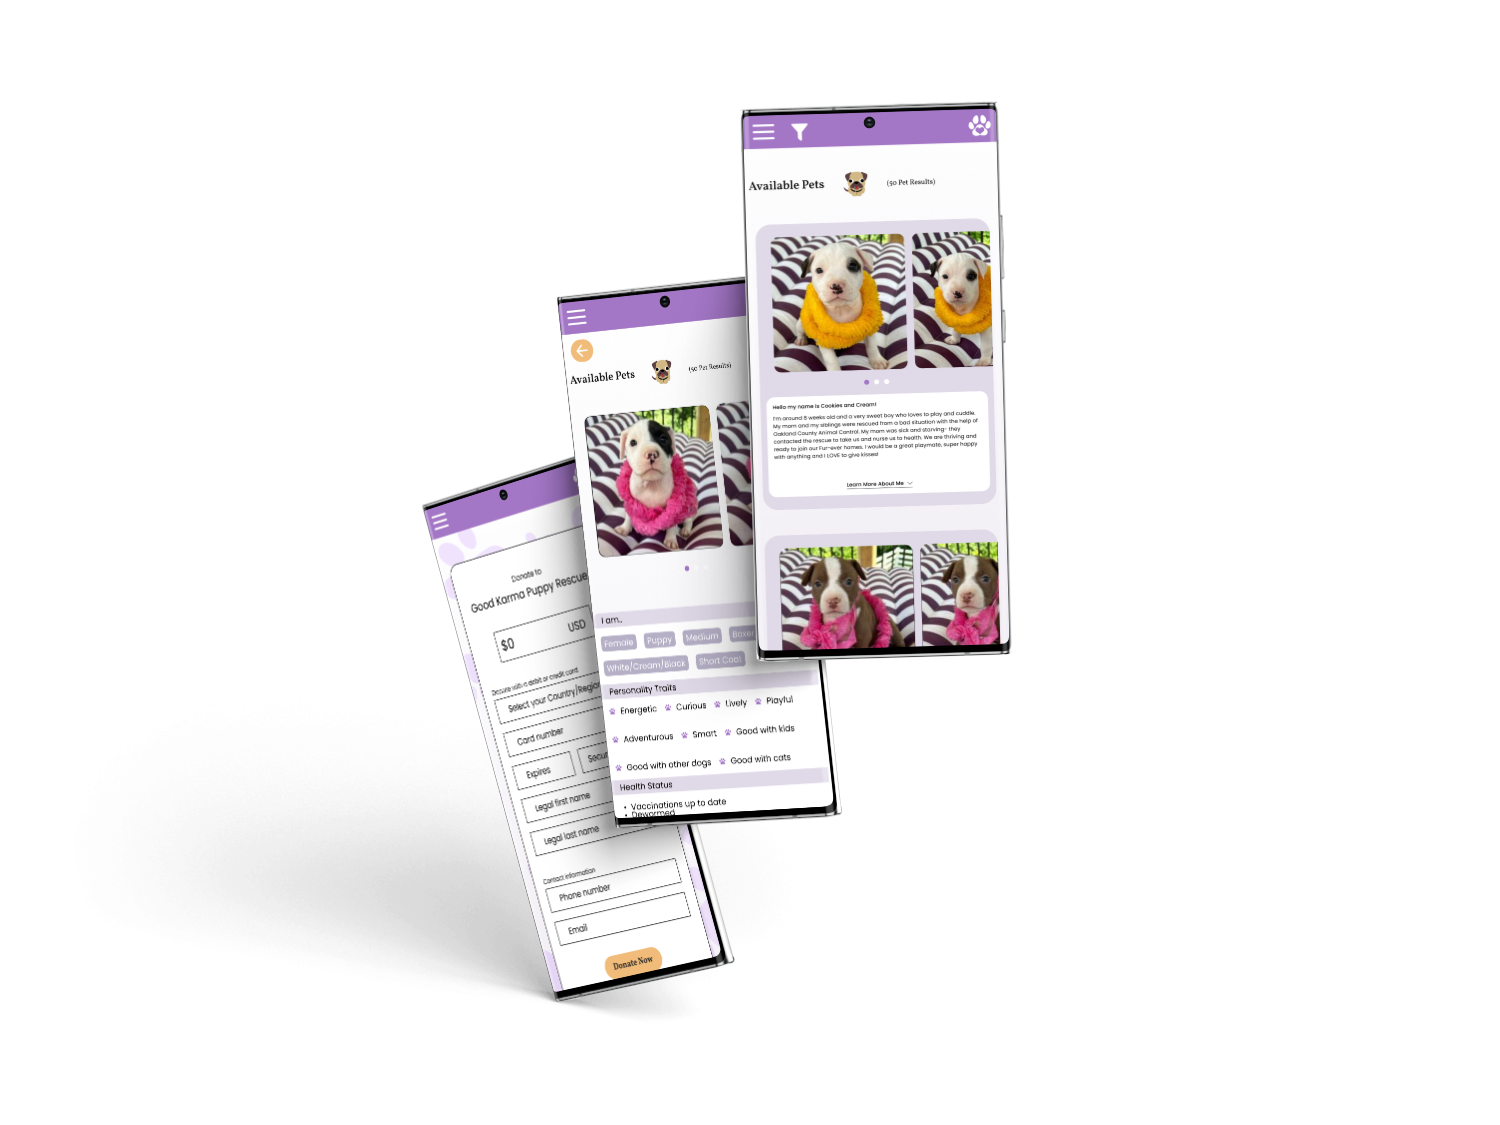 Available Pets
(50 Pet Results)
Hello my name is Cookies and Cream!
I'm around 8 weeks old and a very sweet boy who loves to play and cuddle.
My mom and my siblings were rescued from a bad situation with the help of
Oakland County Animal Control. My mom was sick and starving- they
contacted the rescue to take us and nurse us to health. We are thriving and
ready to join our Fur-ever homes. I would be a great playmate, super happy
with anything and I LOVE to give kisses!
Learn More About Me
Available Pets
(50 Pet Results)
I am..
Female Puppy Medium Boxer
White/Cream/Black Short Coat
Personality Traits
Energetic Curious Lively Playful
Adventurous Smart Good with kids
Good with other dogs Good with cats
Health Status
• Vaccinations up to date
• Dewormed
Donate to
Good Karma Puppy Rescue
$0 USD
Donate with a debit or credit card
Select your Country/Region
Card number
Expires Secu
Legal first name
Legal last name
Contact information
Phone number
Email
Donate Now